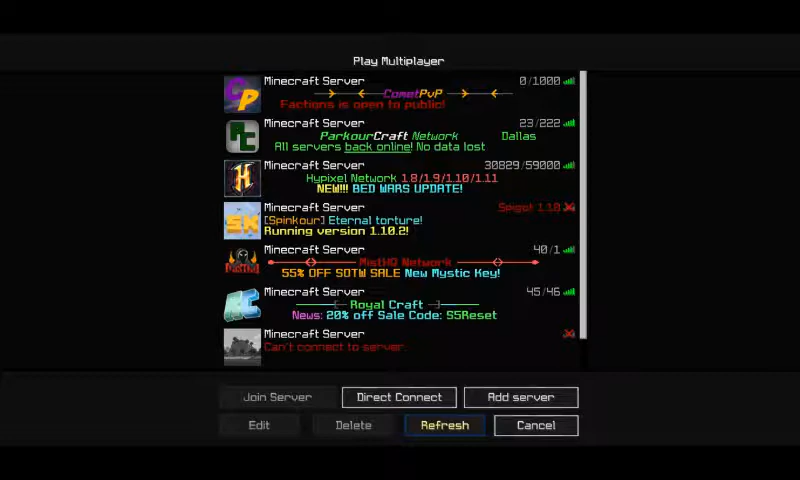 Play Multiplayer
Minecraft Server 0/1000
CP
CometPvP
Factions is open to public!
Minecraft Server 23/222
PC
ParkourCraft Network Dallas
All servers back online! No data lost
Minecraft Server 30829/59000
H
Hypixel Network 1.8/1.9/1.10/1.11
NEW!!! BED WARS UPDATE!
Minecraft Server Spigot 1.10
SK
[Spinkour] Eternal torture!
Running version 1.10.2!
Minecraft Server 40/1
MistHQ Network
55% OFF SOTW SALE New Mystic Key!
Minecraft Server 45/46
RC
Royal Craft
News: 20% off Sale Code: SSReset
Minecraft Server
Can't connect to server.
Join Server Direct Connect Add server
Edit Delete Refresh Cancel